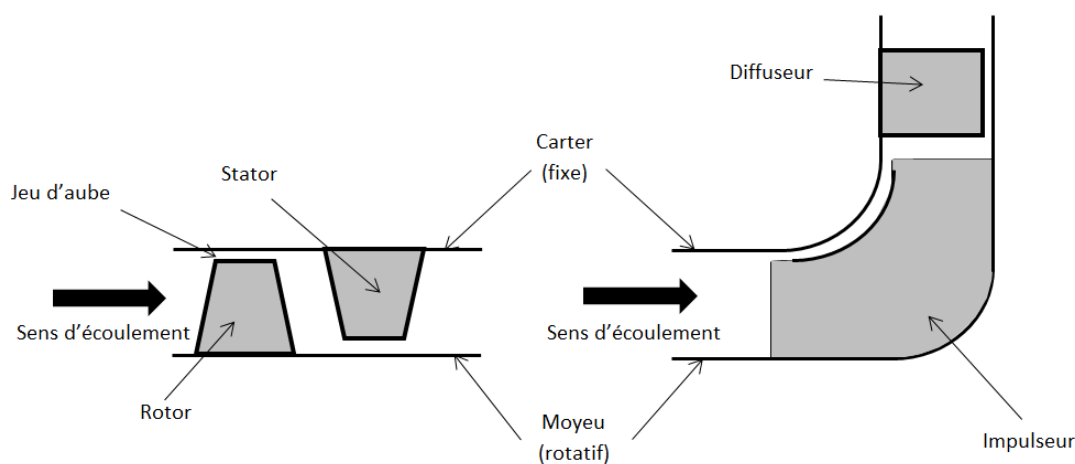 Diffuseur
Carter
(fixe)
Stator
Jeu d'aube
Sens d'écoulement
Sens d'écoulement
Rotor
Moyeu
(rotatif)
Impulseur